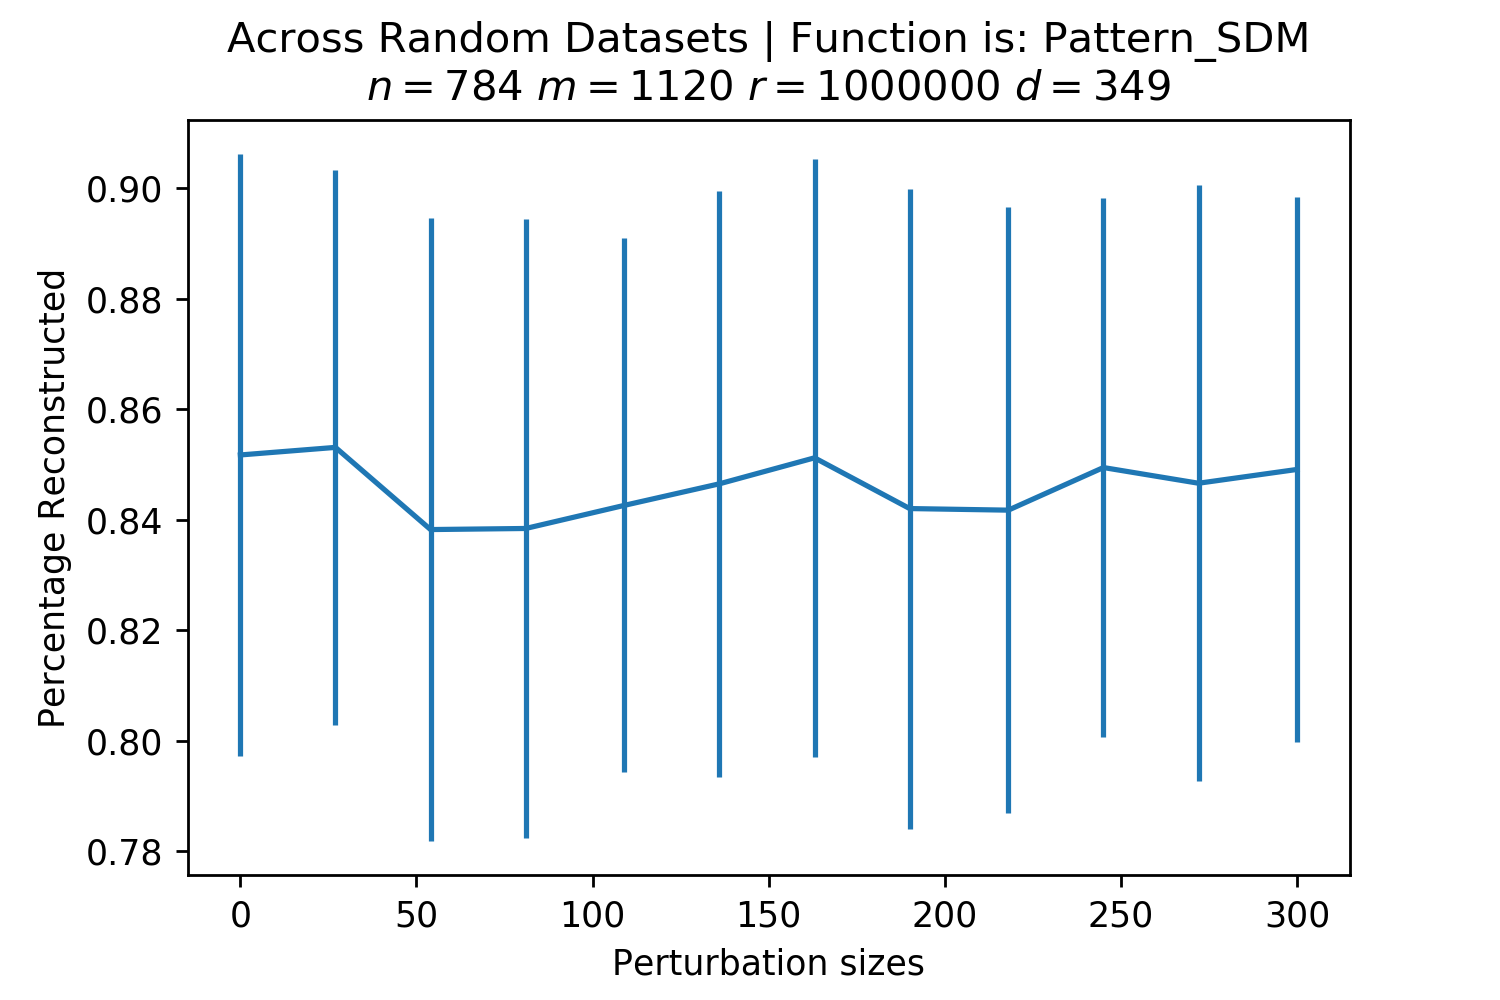 Across Random Datasets | Function is: Pattern_SDM
n = 784 m = 1120 r = 1000000 d = 349
Percentage Reconstructed
0.90
0.88
0.86
0.84
0.82
0.80
0.78
0 50 100 150 200 250 300
Perturbation sizes